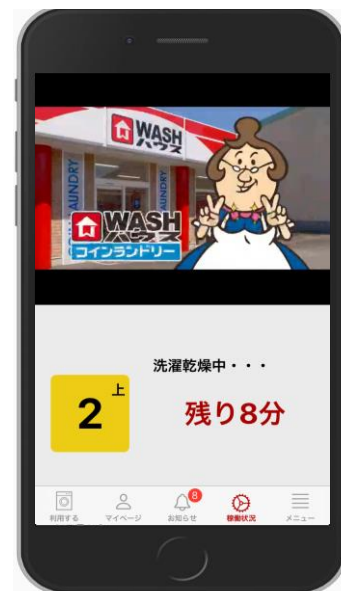 WASH
ハウス
LAUNDRY
WASH
ハウス
コインランドリー
洗濯乾燥中・・・
2上
残り8分
8
利用する
マイページ
お知らせ
稼働状況
メニュー